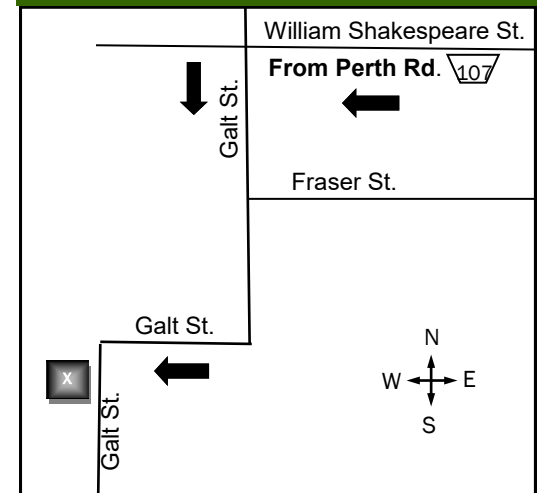 William Shakespeare St.
From Perth Rd. 107
Galt St.
Fraser St.
Galt St.
N
W E
S
X
Galt St.